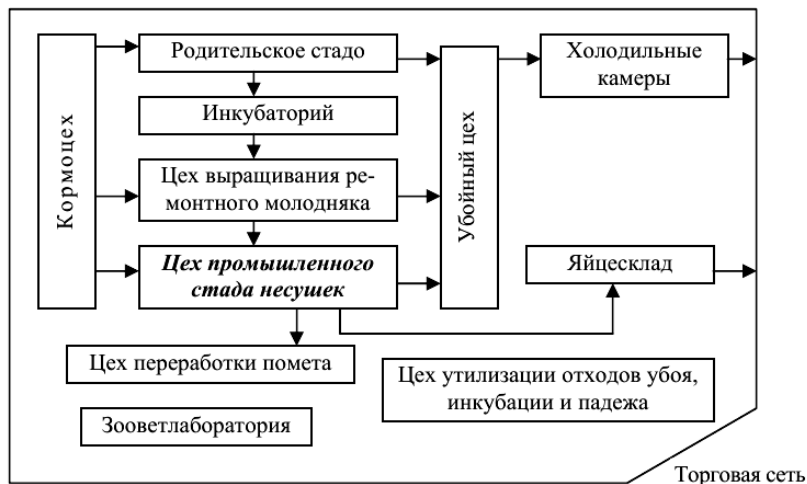 Кормоцех
Родительское стадо
Инкубаторий
Цех выращивания ре-
монтного молодняка
Цех промышленного
стада несушек
Убойный цех
Холодильные
камеры
Яйцесклад
Цех переработки помета
Цех утилизации отходов убоя,
инкубации и падежа
Зооветлаборатория
Торговая сеть